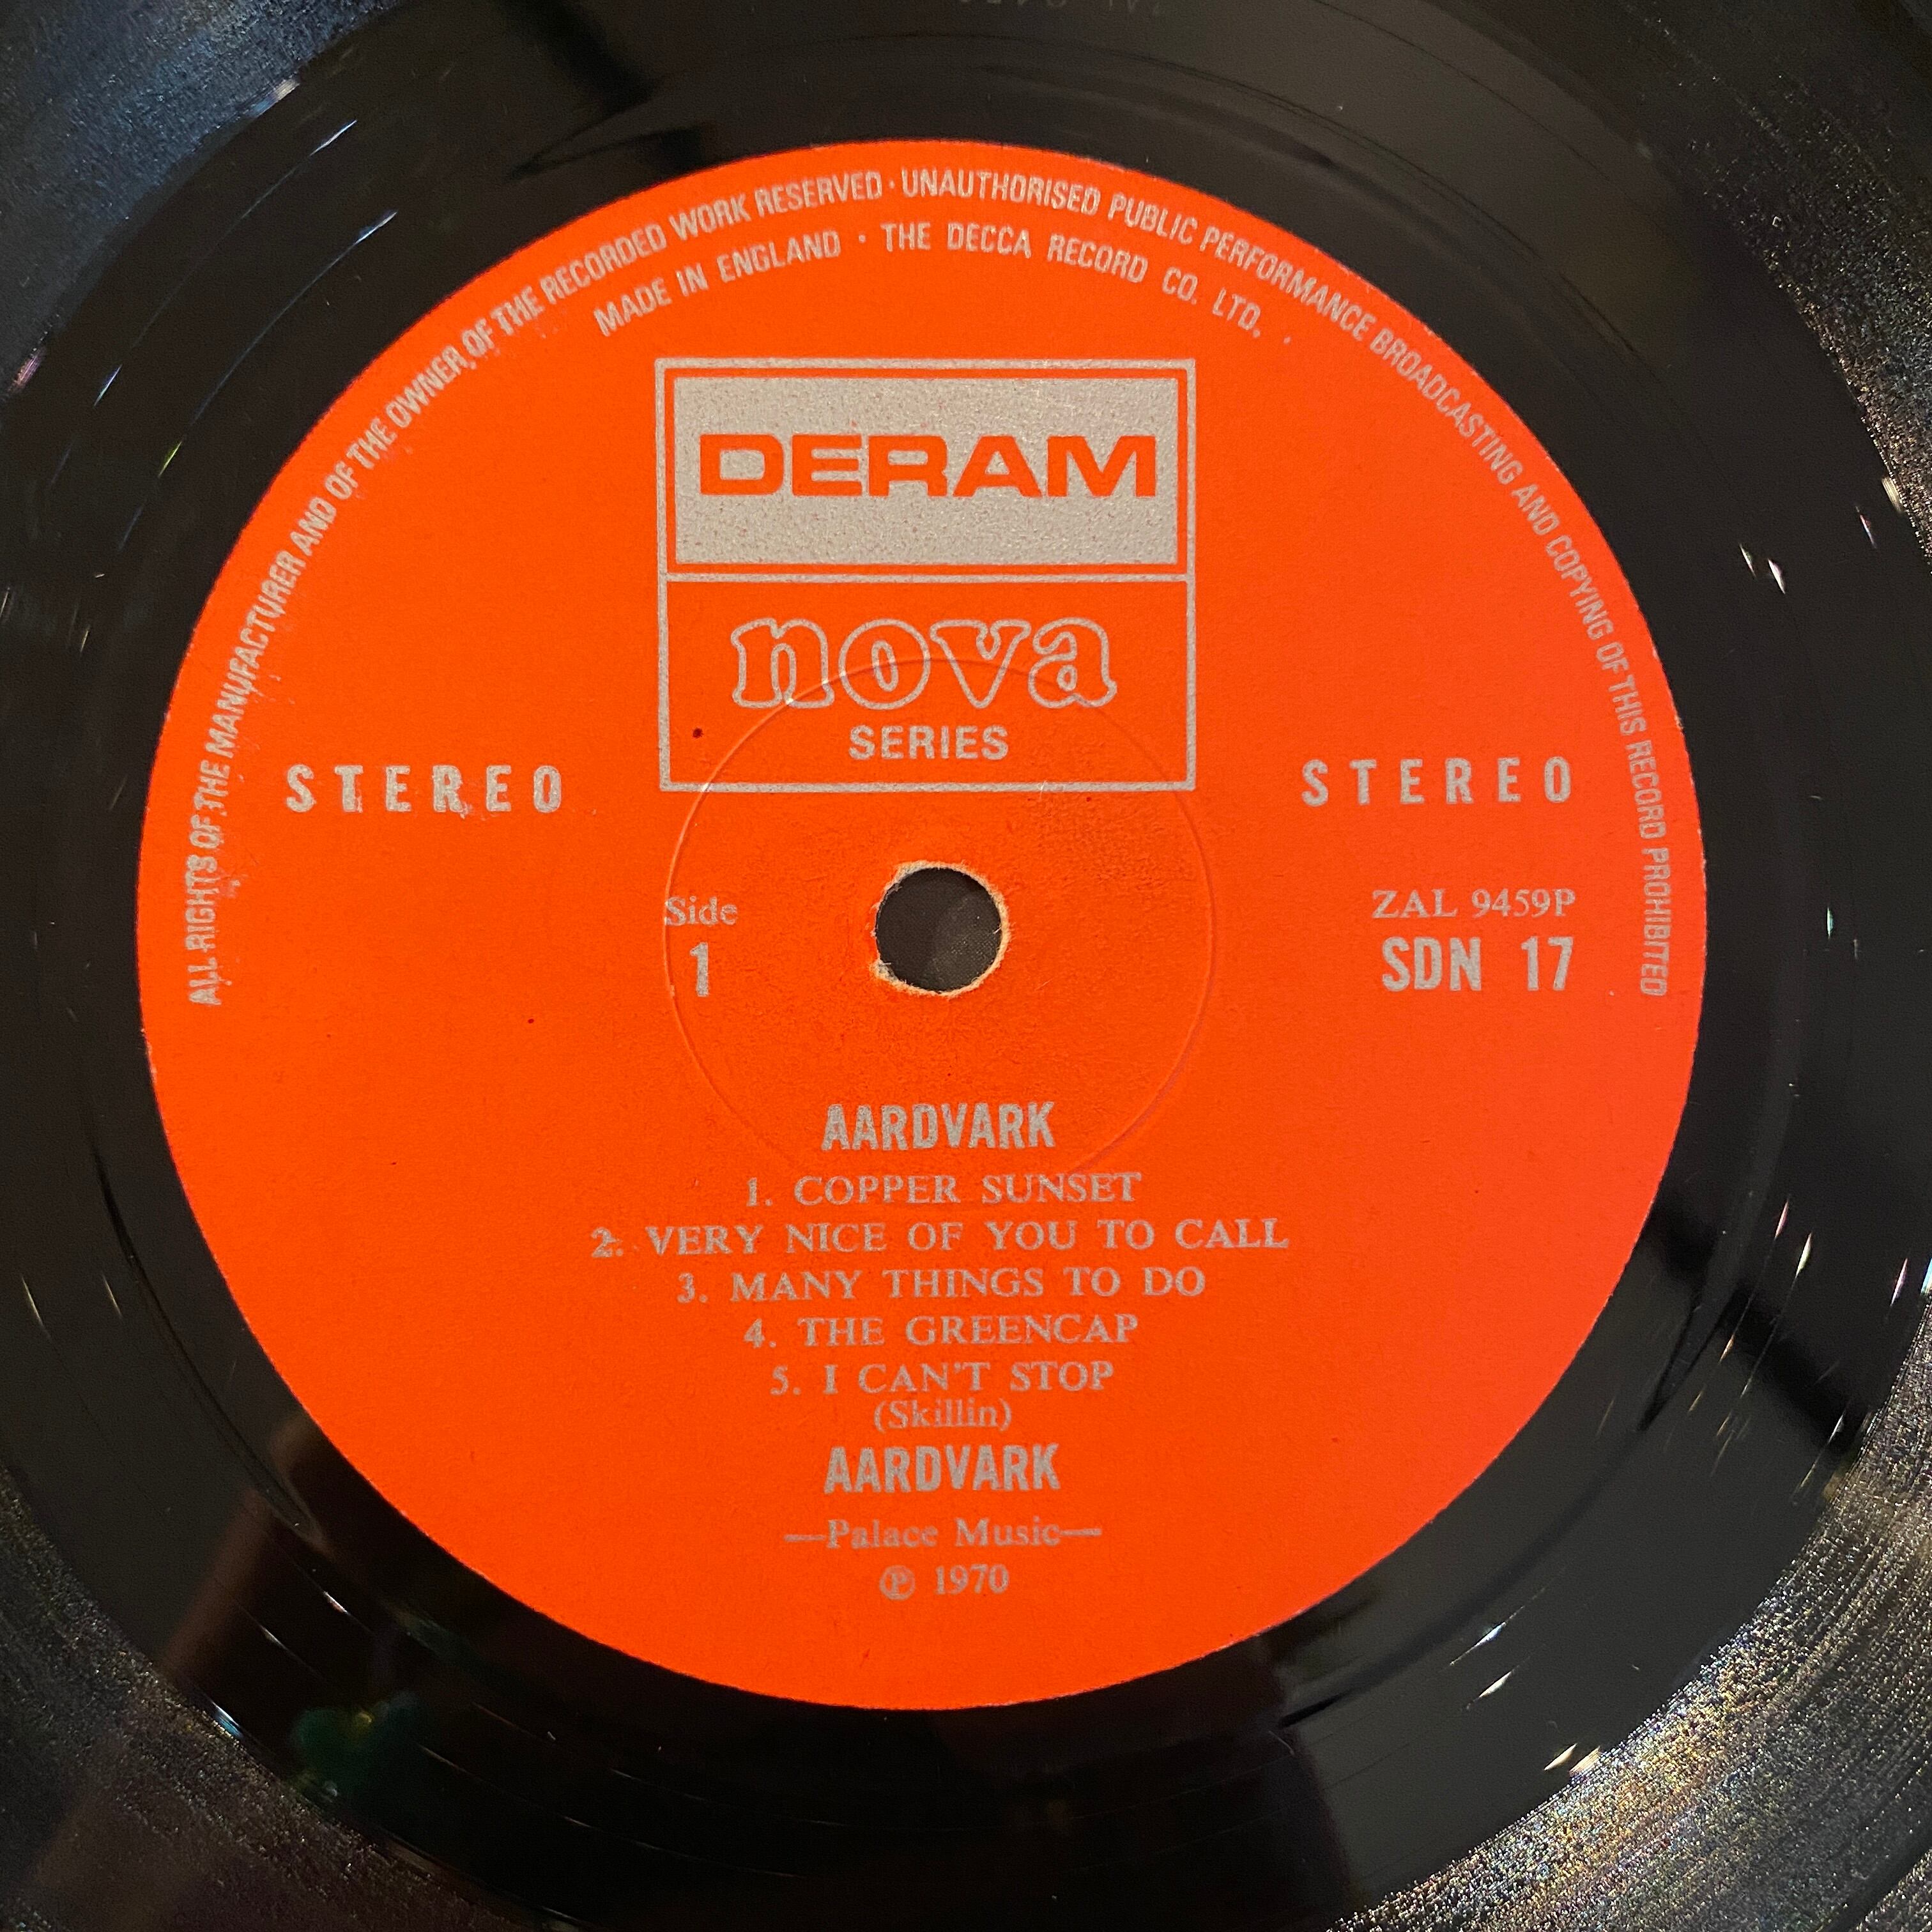 ALL RIGHTS OF THE MANUFACTURER AND OF THE OWNER OF THE RECORDED WORK RESERVED · UNAUTHORISED PUBLIC PERFORMANCE BROADCASTING AND COPYING OF THIS RECORD PROHIBITED
MADE IN ENGLAND · THE DECCA RECORD CO. LTD.
DERAM
nova
SERIES
STEREO
STEREO
Side
1
ZAL 9459P
SDN 17
AARDVARK
1. COPPER SUNSET
2. VERY NICE OF YOU TO CALL
3. MANY THINGS TO DO
4. THE GREENCAP
5. I CAN'T STOP
(Skillin)
AARDVARK
—Palace Music—
Ⓟ 1970